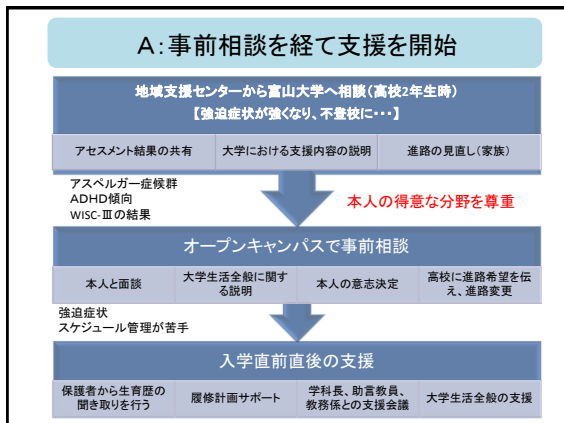 A:事前相談を経て支援を開始
地域支援センターから富山大学へ相談(高校2年生時)
【強迫症状が強くなり、不登校に・・・】
アセスメント結果の共有
大学における支援内容の説明
進路の見直し(家族)
アスペルガー症候群
ADHD傾向
WISC-Ⅲの結果
本人の得意な分野を尊重
オープンキャンパスで事前相談
本人と面談
大学生活全般に関す
る説明
本人の意志決定
高校に進路希望を伝
え、進路変更
強迫症状
スケジュール管理が苦手
入学直前直後の支援
保護者から生育歴の
聞き取りを行う
履修計画サポート
学科長、助言教員、
教務係との支援会議
大学生活全般の支援